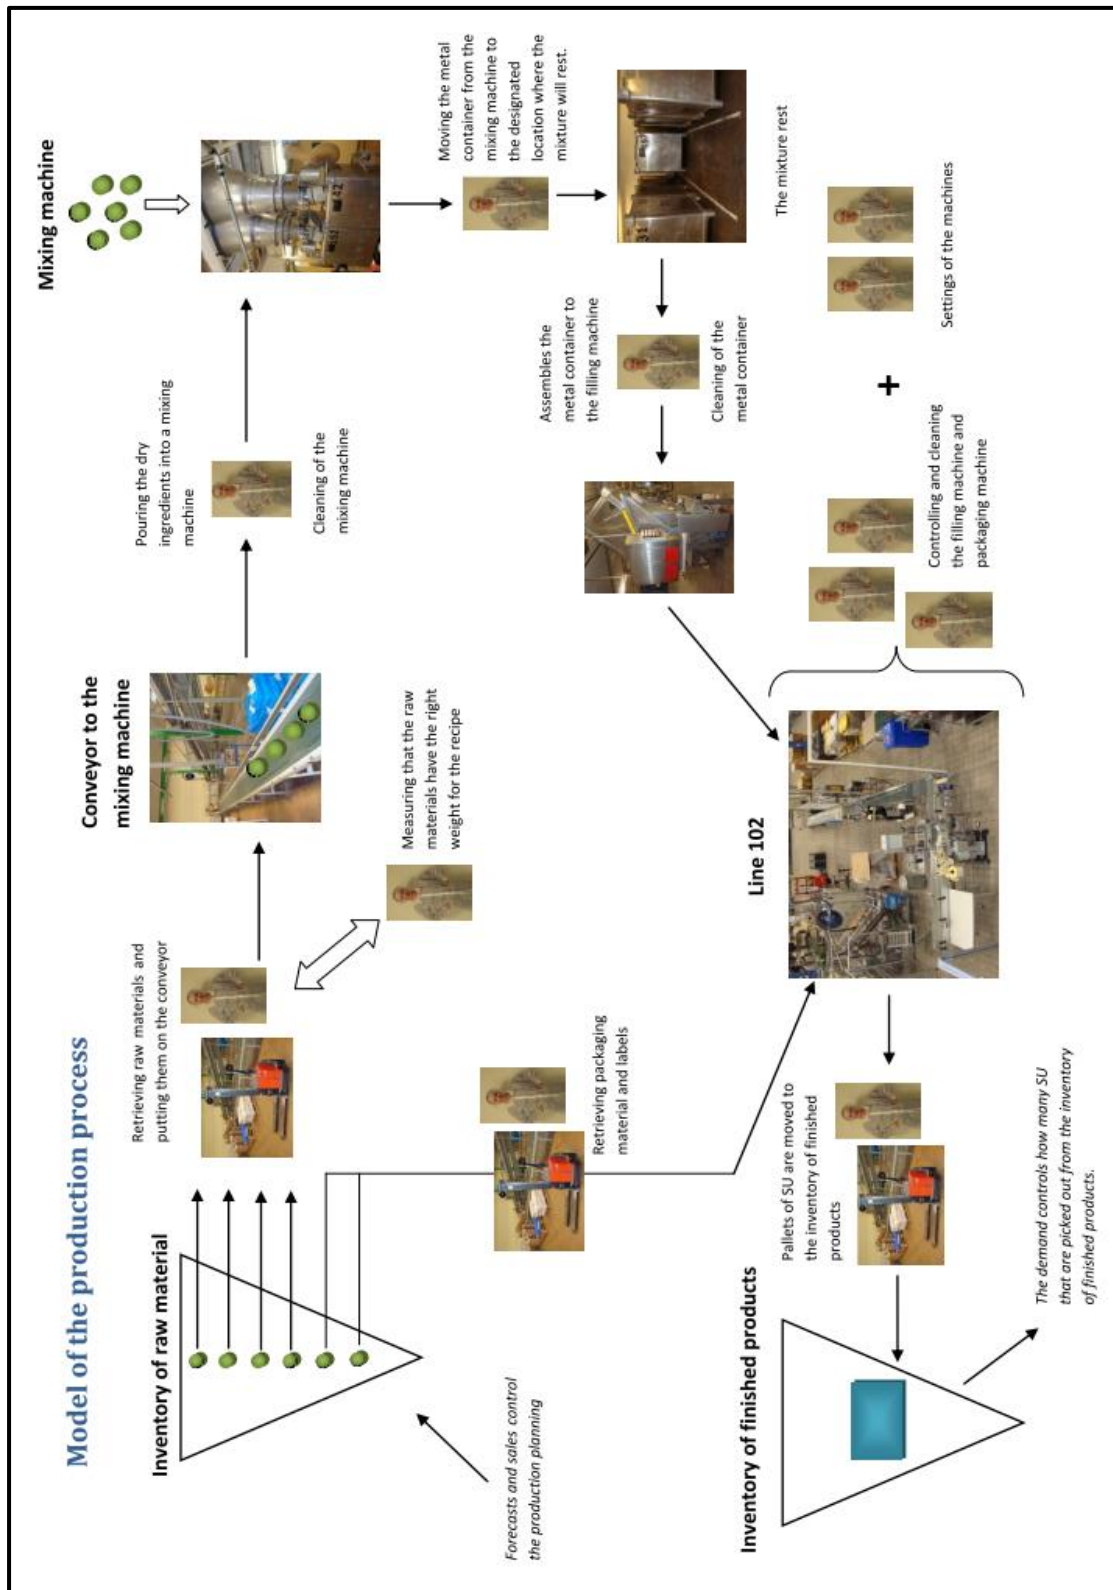 Model of the production process
Inventory of raw material
Forecasts and sales control
the production planning
Retrieving raw materials and
putting them on the conveyor
Measuring that the raw
materials have the right
weight for the recipe
Conveyor to the
mixing machine
Pouring the dry
ingredients into a mixing
machine
Cleaning of the
mixing machine
Mixing machine
Moving the metal
container from the
mixing machine to
the designated
location where the
mixture will rest.
31
The mixture rest
Assembles the
metal container to
the filling machine
Cleaning of the
metal container
Retrieving packaging
material and labels
Line 102
Controlling and cleaning
the filling machine and
packaging machine
+
Settings of the machines
Pallets of SU are moved to
the inventory of finished
products
Inventory of finished products
The demand controls how many SU
that are picked out from the inventory
of finished products.